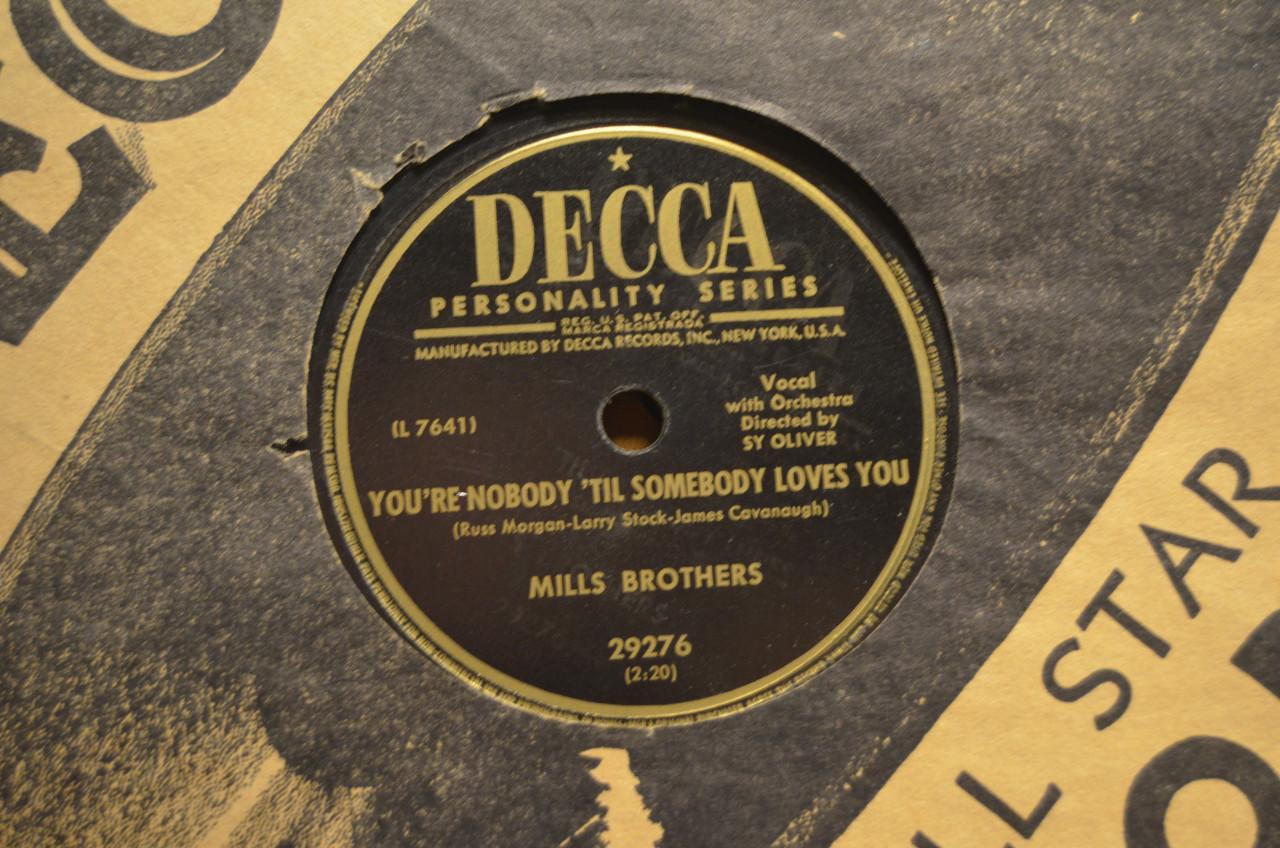 DECCA
PERSONALITY SERIES
REG. U.S. PAT. OFF.
MARCA REGISTRADA
MANUFACTURED BY DECCA RECORDS, INC., NEW YORK, U.S.A.
(L 7641)
Vocal
with Orchestra
Directed by
SY OLIVER
YOU'RE NOBODY 'TIL SOMEBODY LOVES YOU
(Russ Morgan-Larry Stock-James Cavanaugh)
MILLS BROTHERS
29276
(2:20)
STAR